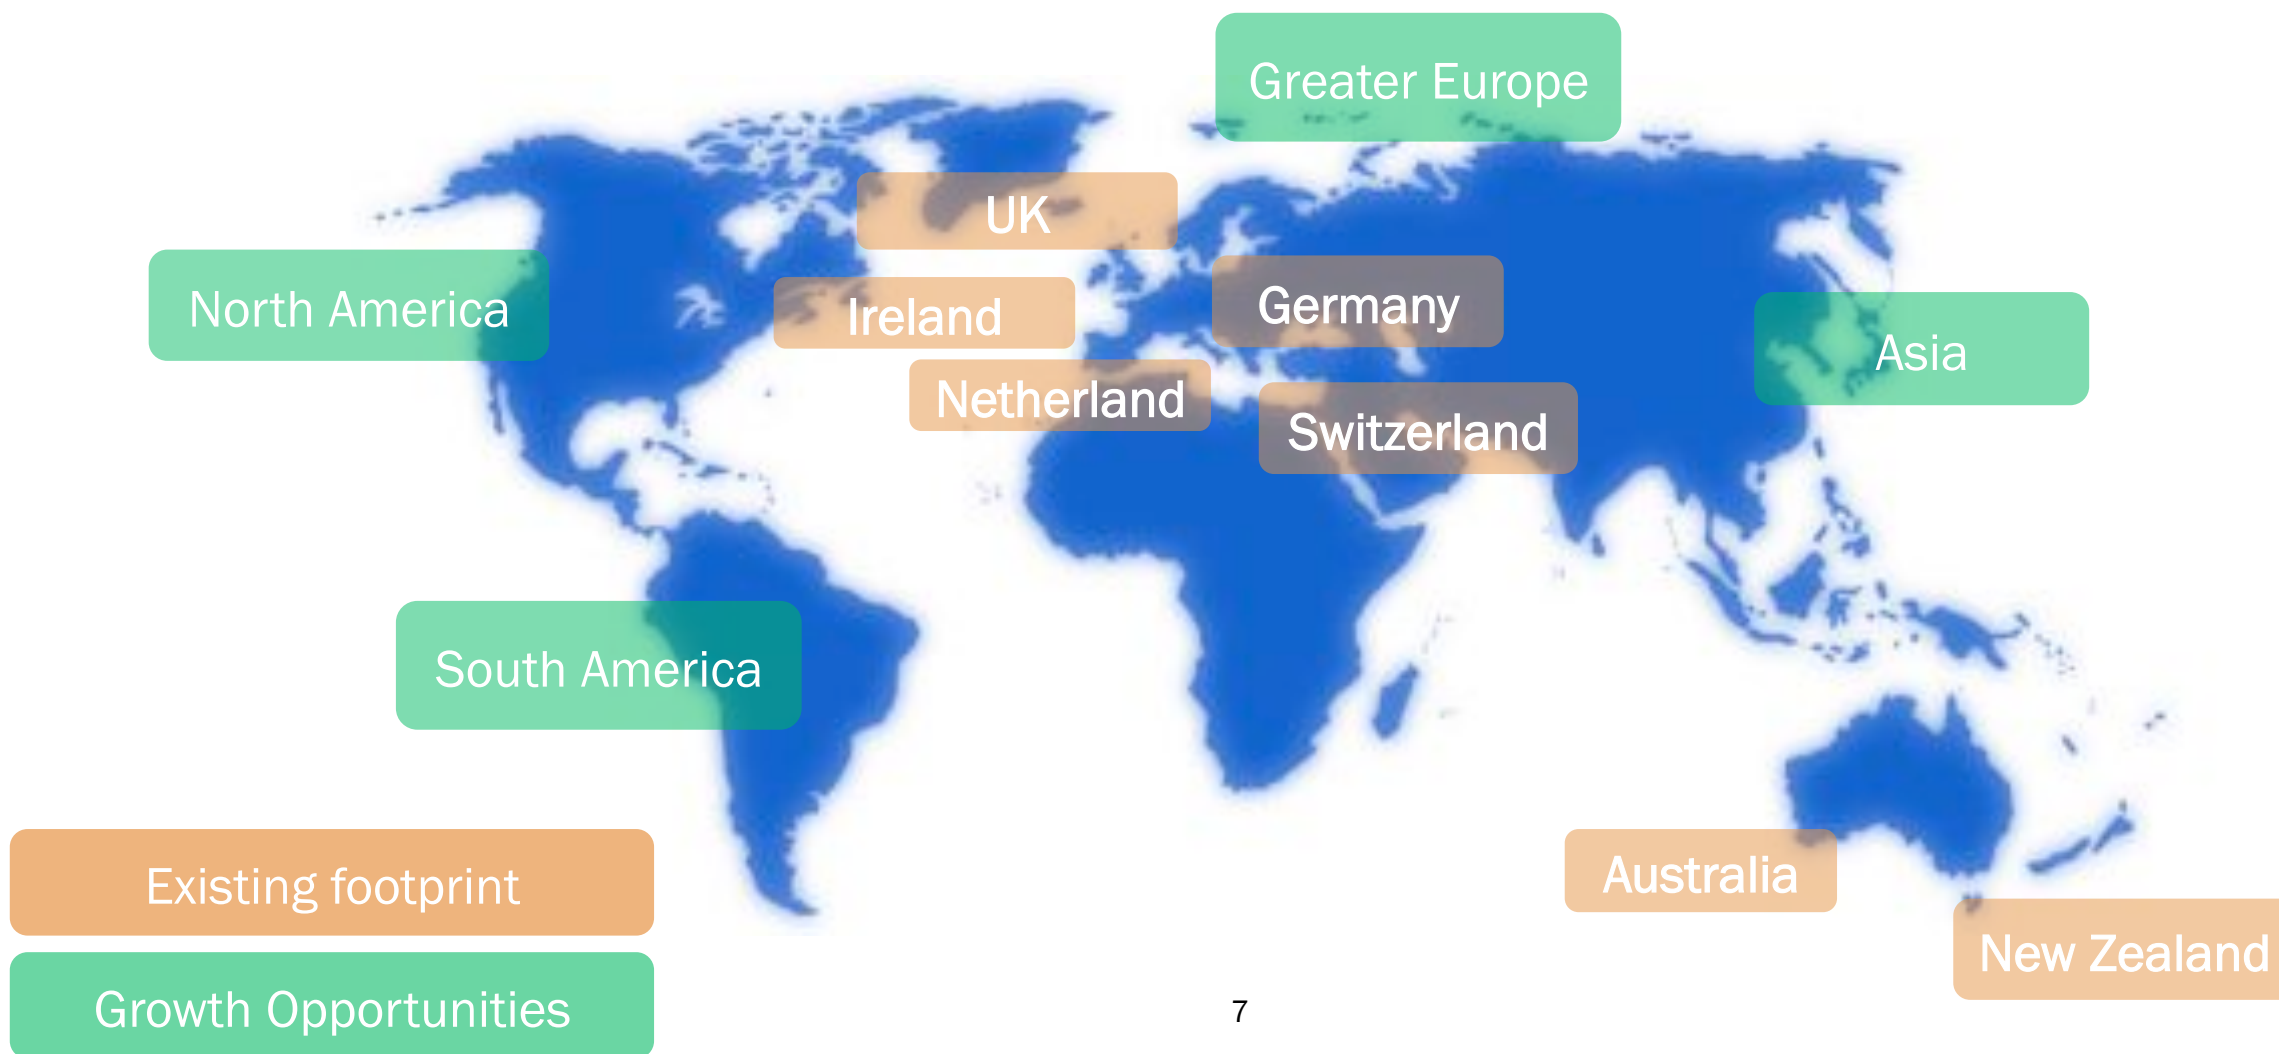 Greater Europe
UK
North America
Ireland
Germany
Asia
Netherland
Switzerland
South America
Existing footprint
Australia
New Zealand
Growth Opportunities
7